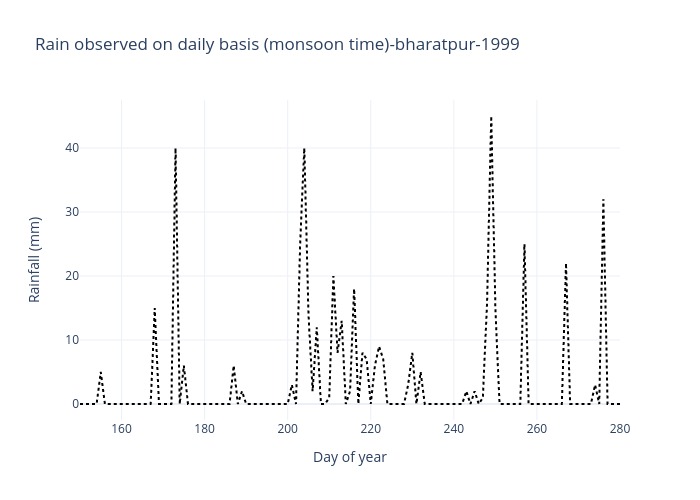 Rain observed on daily basis (monsoon time)-bharatpur-1999
40
30
20
10
0
160 180 200 220 240 260 280
Rainfall (mm)
Day of year